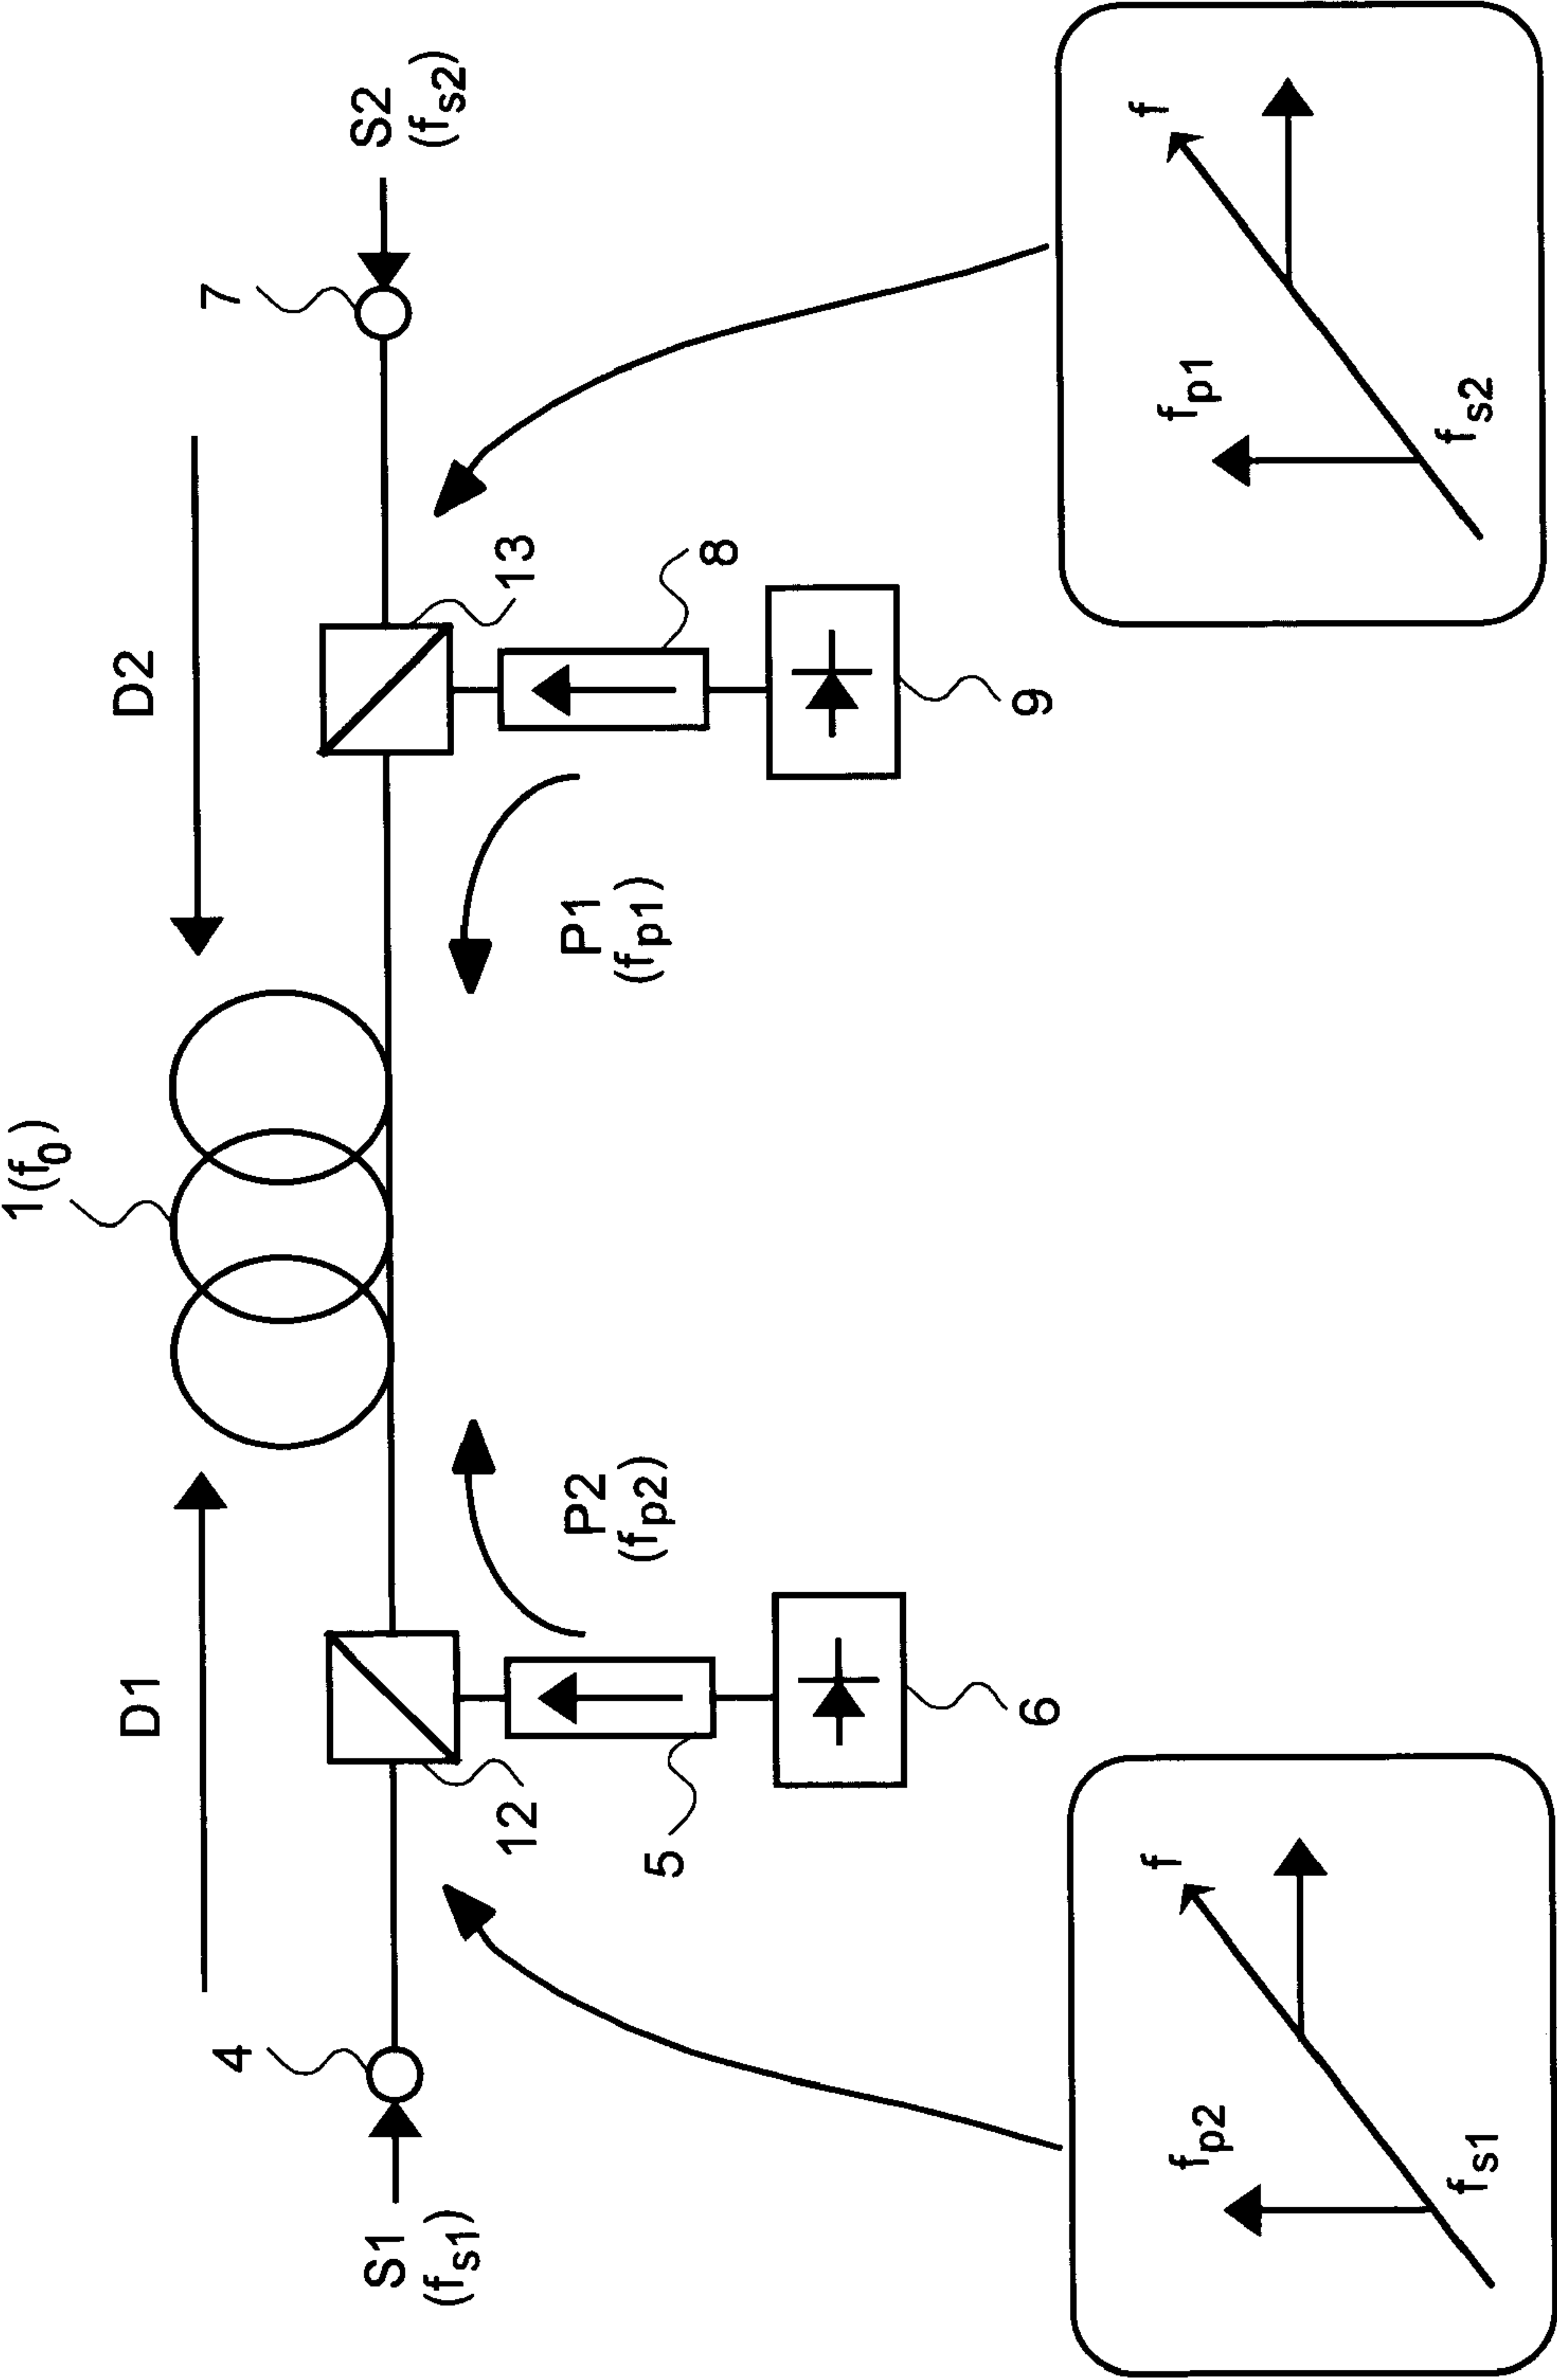 1(f0)
D1
D2
4
7
S1
(fs1)
S2
(fs2)
12
13
P2
(fp2)
P1
(fp1)
5
8
6
9
fp2
f
fs1
fp1
f
fs2